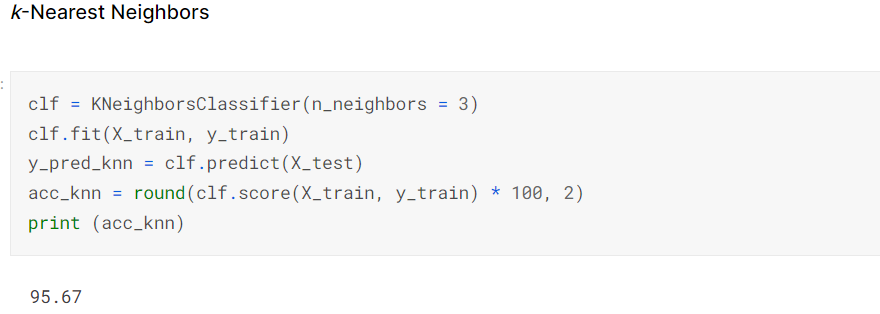 k-Nearest Neighbors
:
clf = KNeighborsClassifier(n_neighbors = 3)
clf.fit(X_train, y_train)
y_pred_knn = clf.predict(X_test)
acc_knn = round(clf.score(X_train, y_train) * 100, 2)
print (acc_knn)
95.67